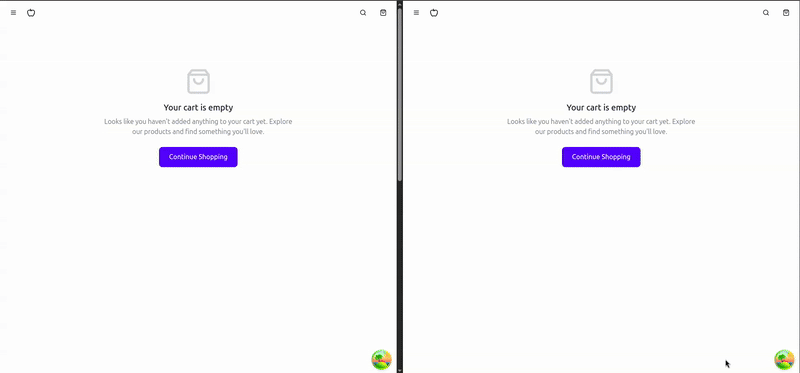 Your cart is empty
Looks like you haven't added anything to your cart yet. Explore
our products and find something you'll love.
Continue Shopping
Your cart is empty
Looks like you haven't added anything to your cart yet. Explore
our products and find something you'll love.
Continue Shopping